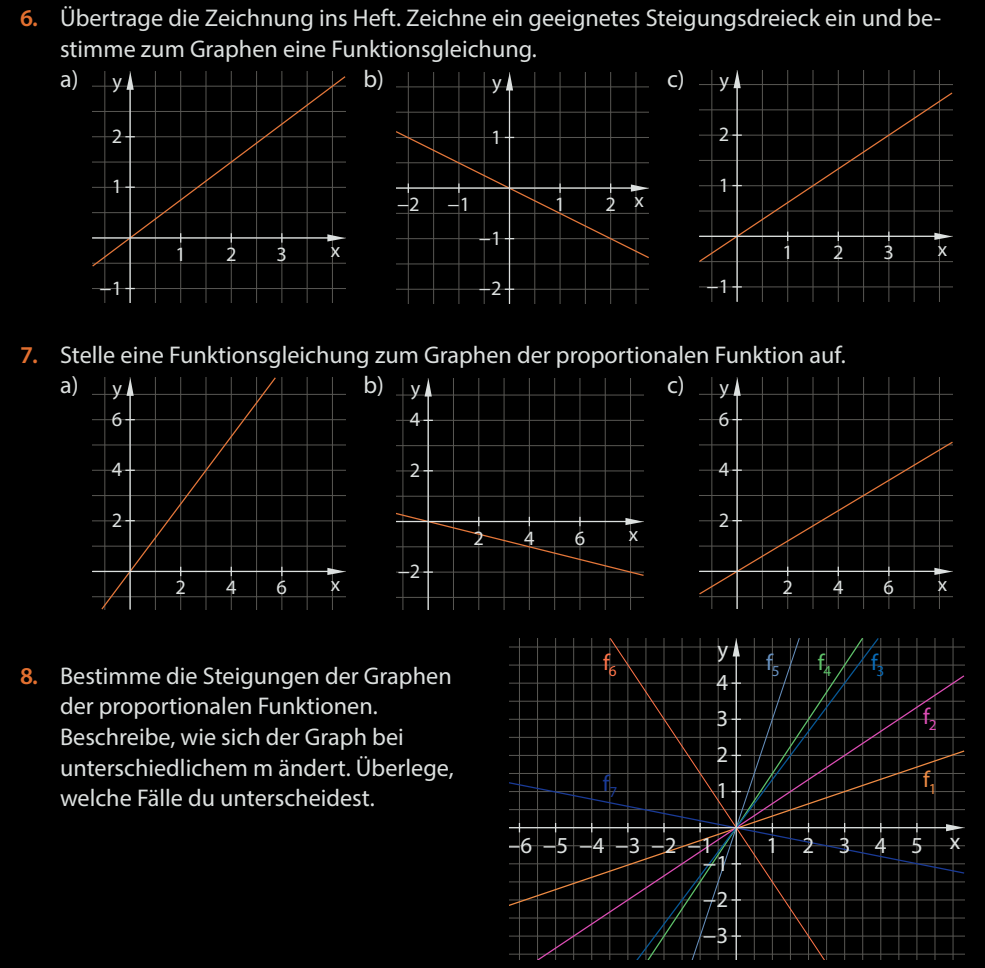 6. Übertrage die Zeichnung ins Heft. Zeichne ein geeignetes Steigungsdreieck ein und be-
stimme zum Graphen eine Funktionsgleichung.
a) y 2 1 1 2 3 x −1
b) y 1 −2 −1 1 2 x −1 −2
c) y 2 1 1 2 3 x −1
7. Stelle eine Funktionsgleichung zum Graphen der proportionalen Funktion auf.
a) y 6 4 2 2 4 6 x
b) y 4 2 2 4 6 x −2
c) y 6 4 2 2 4 6 x
8. Bestimme die Steigungen der Graphen
der proportionalen Funktionen.
Beschreibe, wie sich der Graph bei
unterschiedlichem m ändert. Überlege,
welche Fälle du unterscheidest.
y
f₆ f₅ f₄ f₃
4
3 f₂
2
f₇ 1 f₁
−6 −5 −4 −3 −2 −1 1 2 3 4 5 x
−1
−2
−3